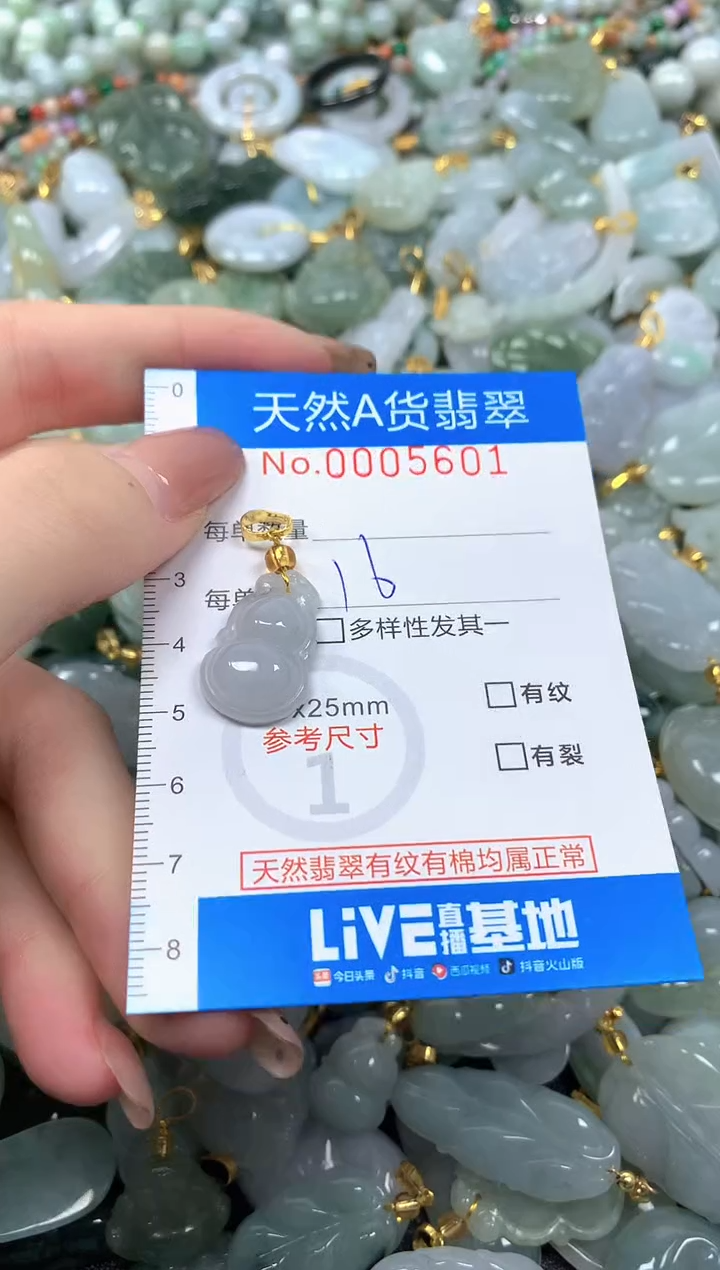 0
天然A货翡翠
No.0005601
每单数量
3
每单 16
4
多样性发其一
5
x25mm
有纹
参考尺寸
有裂
6
1
7
天然翡翠有纹有棉均属正常
8
LiVE直播基地
今日头条 抖音 西瓜视频 抖音火山版